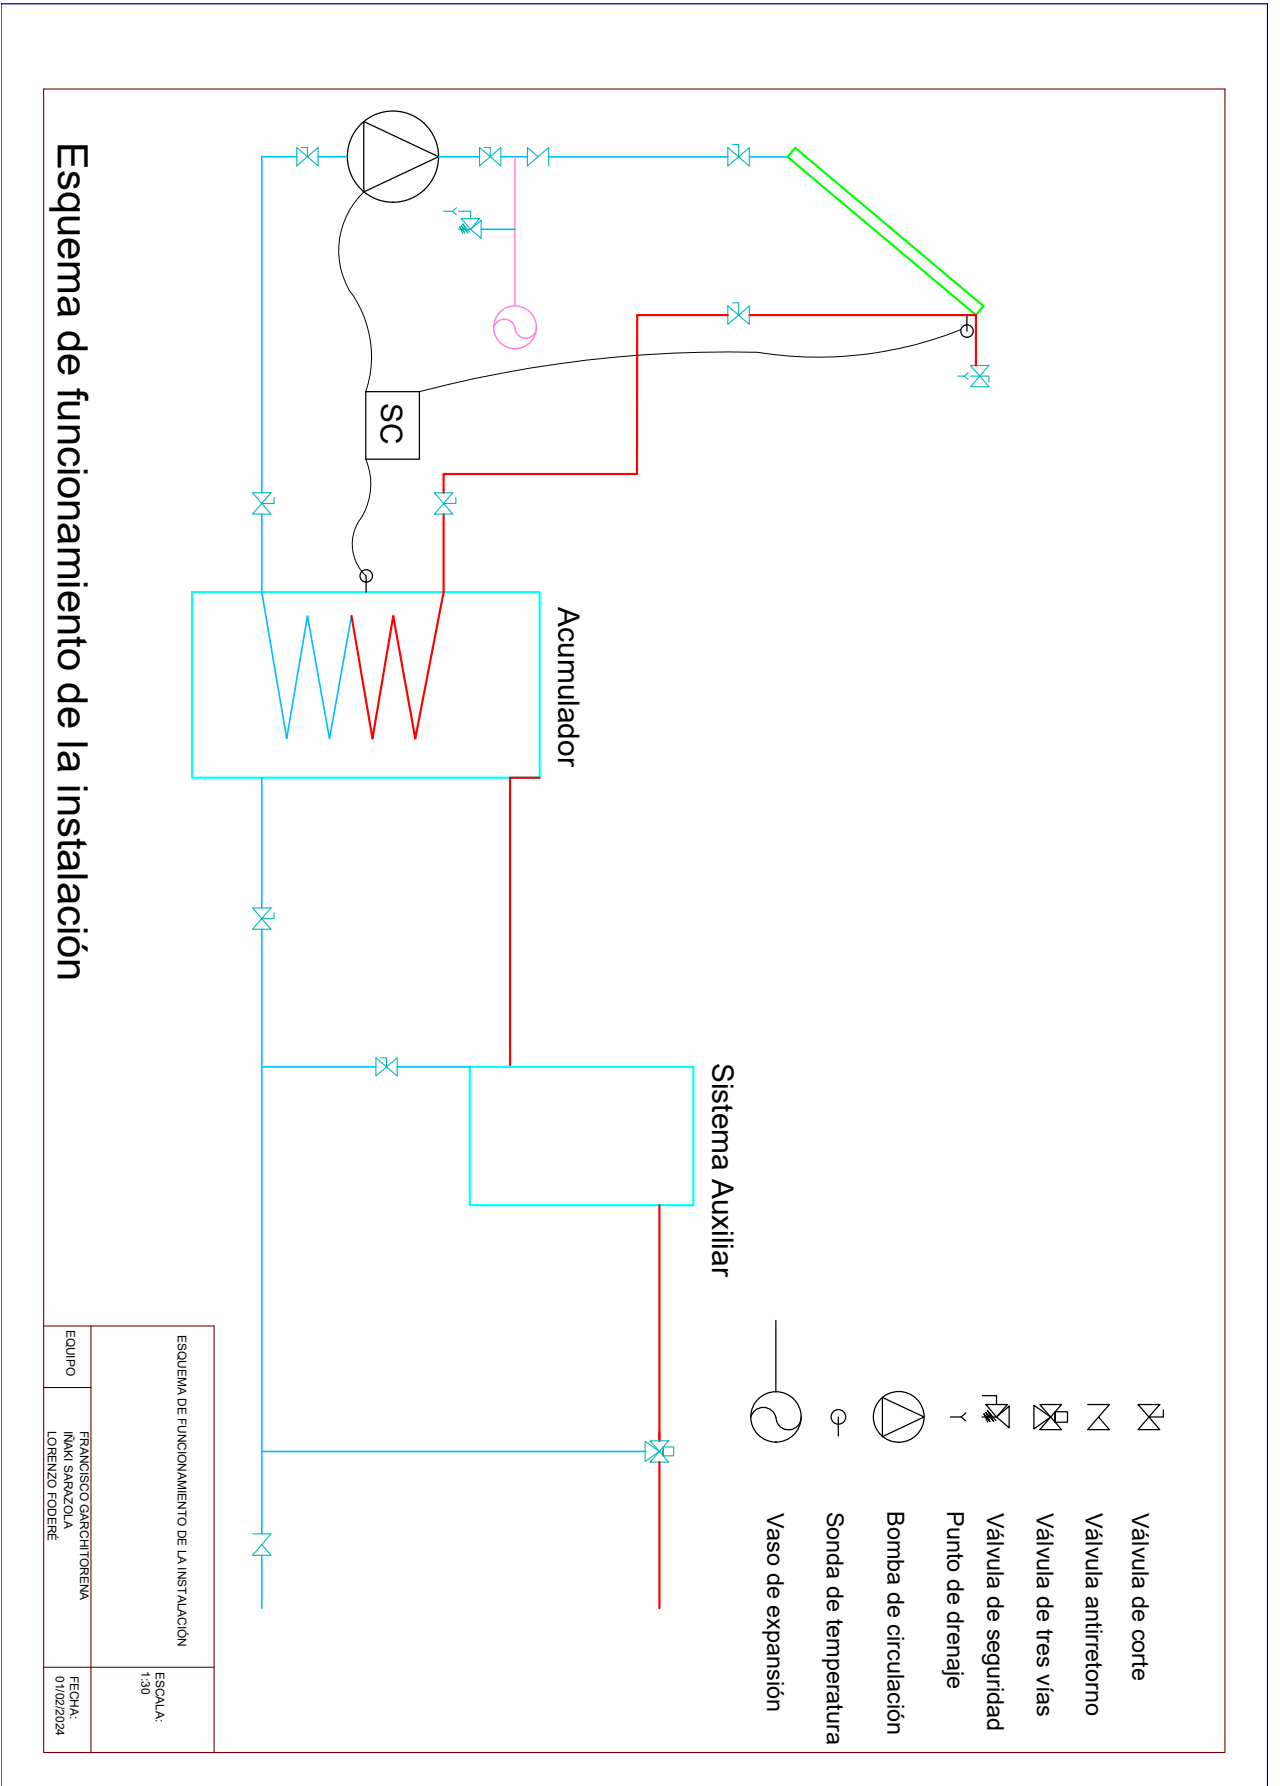 Acumulador
Sistema Auxiliar
SC
Válvula de corte
Válvula antirretorno
Válvula de tres vías
Válvula de seguridad
Punto de drenaje
Bomba de circulación
Sonda de temperatura
Vaso de expansión
Esquema de funcionamiento de la instalación
ESQUEMA DE FUNCIONAMIENTO DE LA INSTALACIÓN
ESCALA:
1:30
EQUIPO
FRANCISCO GARCHITORENA
IÑAKI SARAZOLA
LORENZO FODERÉ
FECHA:
01/02/2024